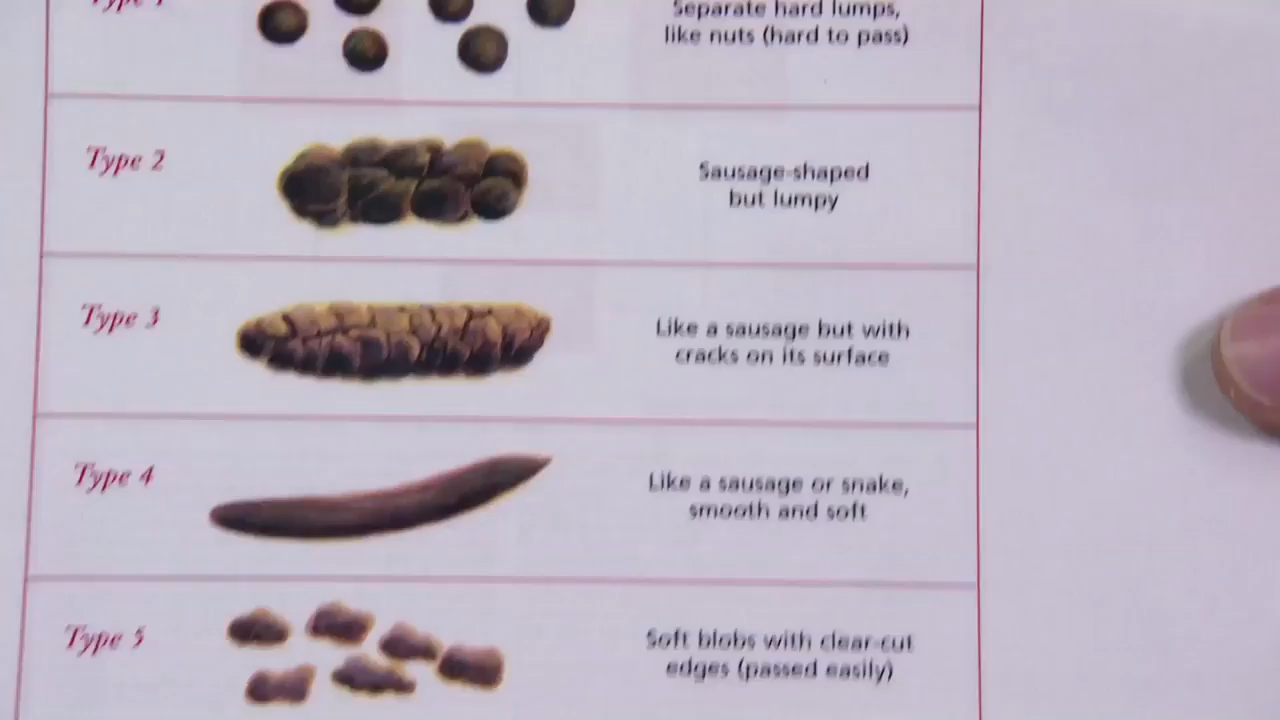 Type 1
Separate hard lumps,
like nuts (hard to pass)
Type 2
Sausage-shaped
but lumpy
Type 3
Like a sausage but with
cracks on its surface
Type 4
Like a sausage or snake,
smooth and soft
Type 5
Soft blobs with clear-cut
edges (passed easily)